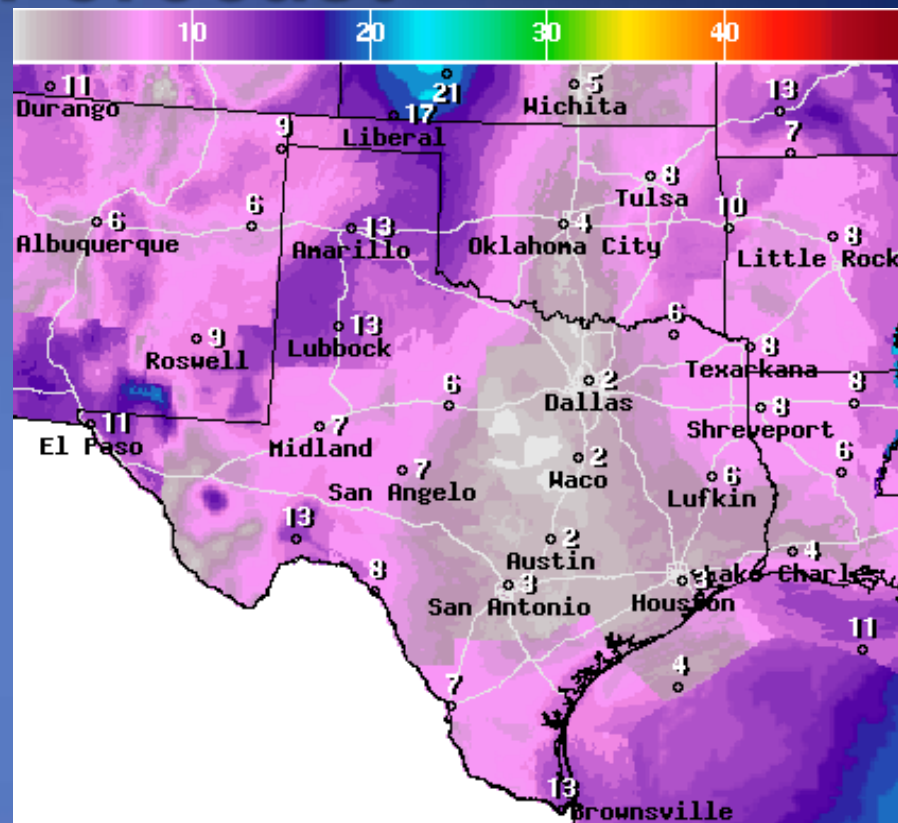 10 20 30 40
11
Durango
21
17
Liberal
5
Wichita
13
7
9
8
Tulsa
6
Albuquerque
6
13
Amarillo
4
Oklahoma City
10
8
Little Rock
9
Roswell
13
Lubbock
6
8
Texarkana
6
2
Dallas
8
Shreveport
8
11
El Paso
7
Midland
7
San Angelo
2
Waco
6
Lufkin
6
13
8
2
Austin
3
San Antonio
3
Houston
4
Lake Charles
11
4
7
13
Brownsville